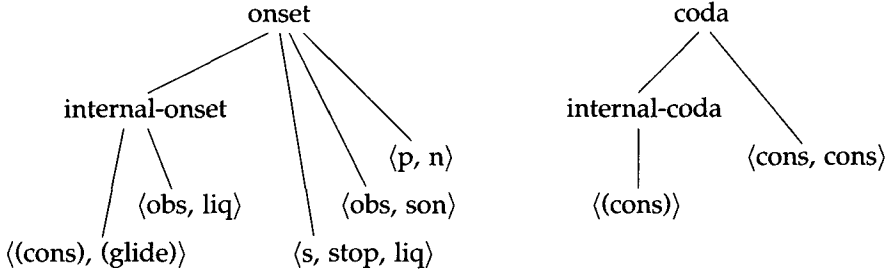 onset coda
internal-onset internal-coda
⟨p, n⟩ ⟨cons, cons⟩
⟨obs, liq⟩ ⟨obs, son⟩ ⟨(cons)⟩
⟨(cons), (glide)⟩ ⟨s, stop, liq⟩